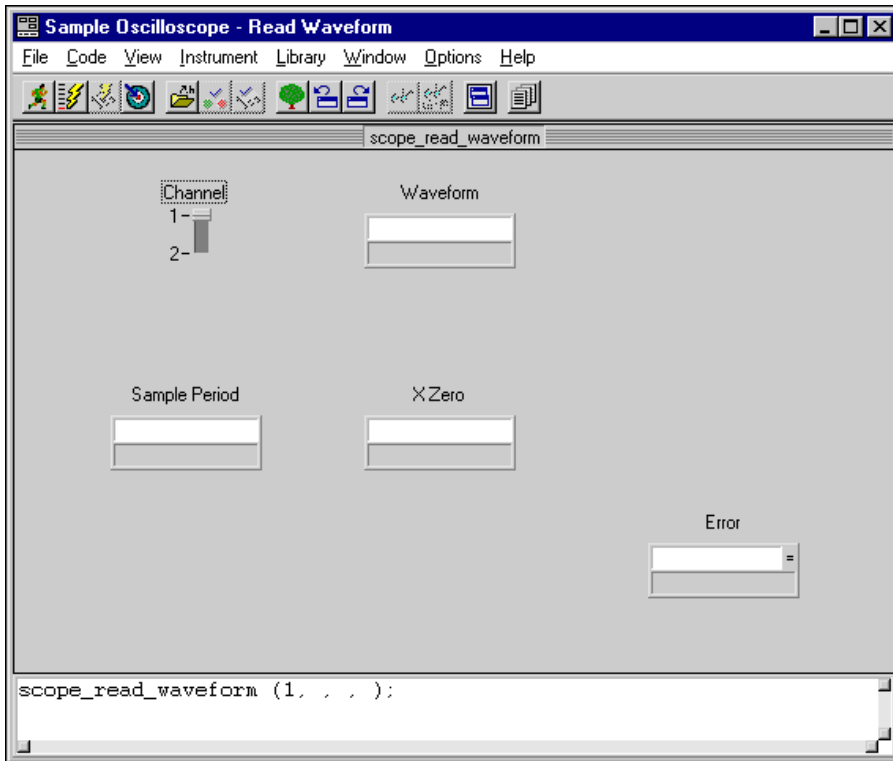 Sample Oscilloscope - Read Waveform
File Code View Instrument Library Window Options Help
scope_read_waveform
Channel
1
2
Waveform
Sample Period
X Zero
Error
=
scope_read_waveform (1, , , );